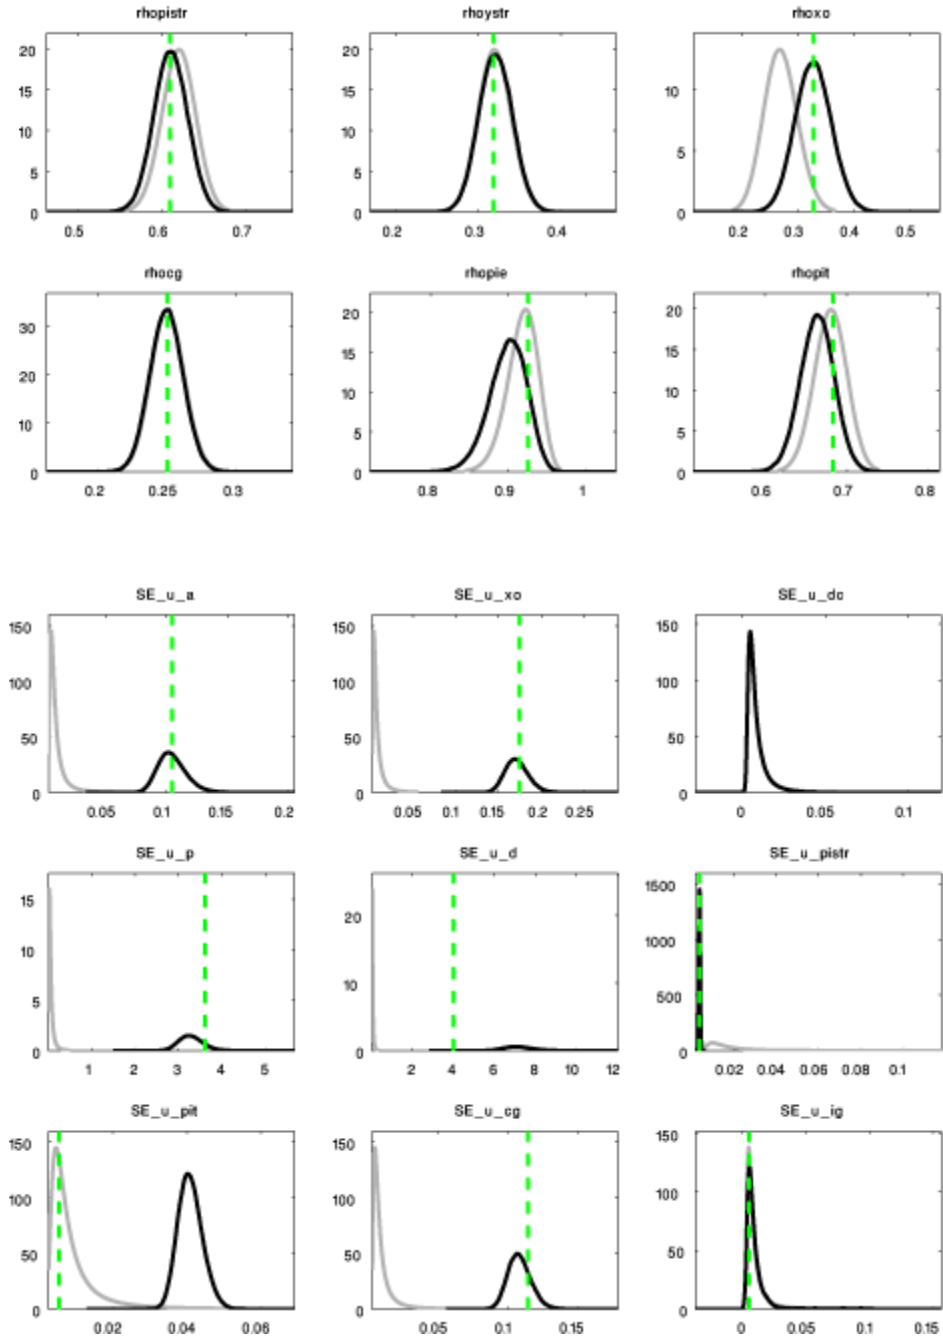 rhopistr rhoystr rhoxo
20 20
15 15 10
10 10
5 5 5
0 0 0
0.5 0.6 0.7 0.2 0.3 0.4 0.2 0.3 0.4 0.5
rhocg rhopie rhopit
30 20 20
20 15 15
10 10
10 5 5
0 0 0
0.2 0.25 0.3 0.8 0.9 1 0.6 0.7 0.8
SE_u_a SE_u_xo SE_u_dc
150 150 150
100 100 100
50 50 50
0 0 0
0.05 0.1 0.15 0.2 0.05 0.1 0.15 0.2 0.25 0 0.05 0.1
SE_u_p SE_u_d SE_u_pistr
15 20 1500
10 1000
5 10 500
0 0 0
1 2 3 4 5 2 4 6 8 10 12 0.02 0.04 0.06 0.08 0.1
SE_u_pit SE_u_cg SE_u_ig
150 150 150
100 100 100
50 50 50
0 0 0
0.02 0.04 0.06 0.05 0.1 0.15 0 0.05 0.1 0.15